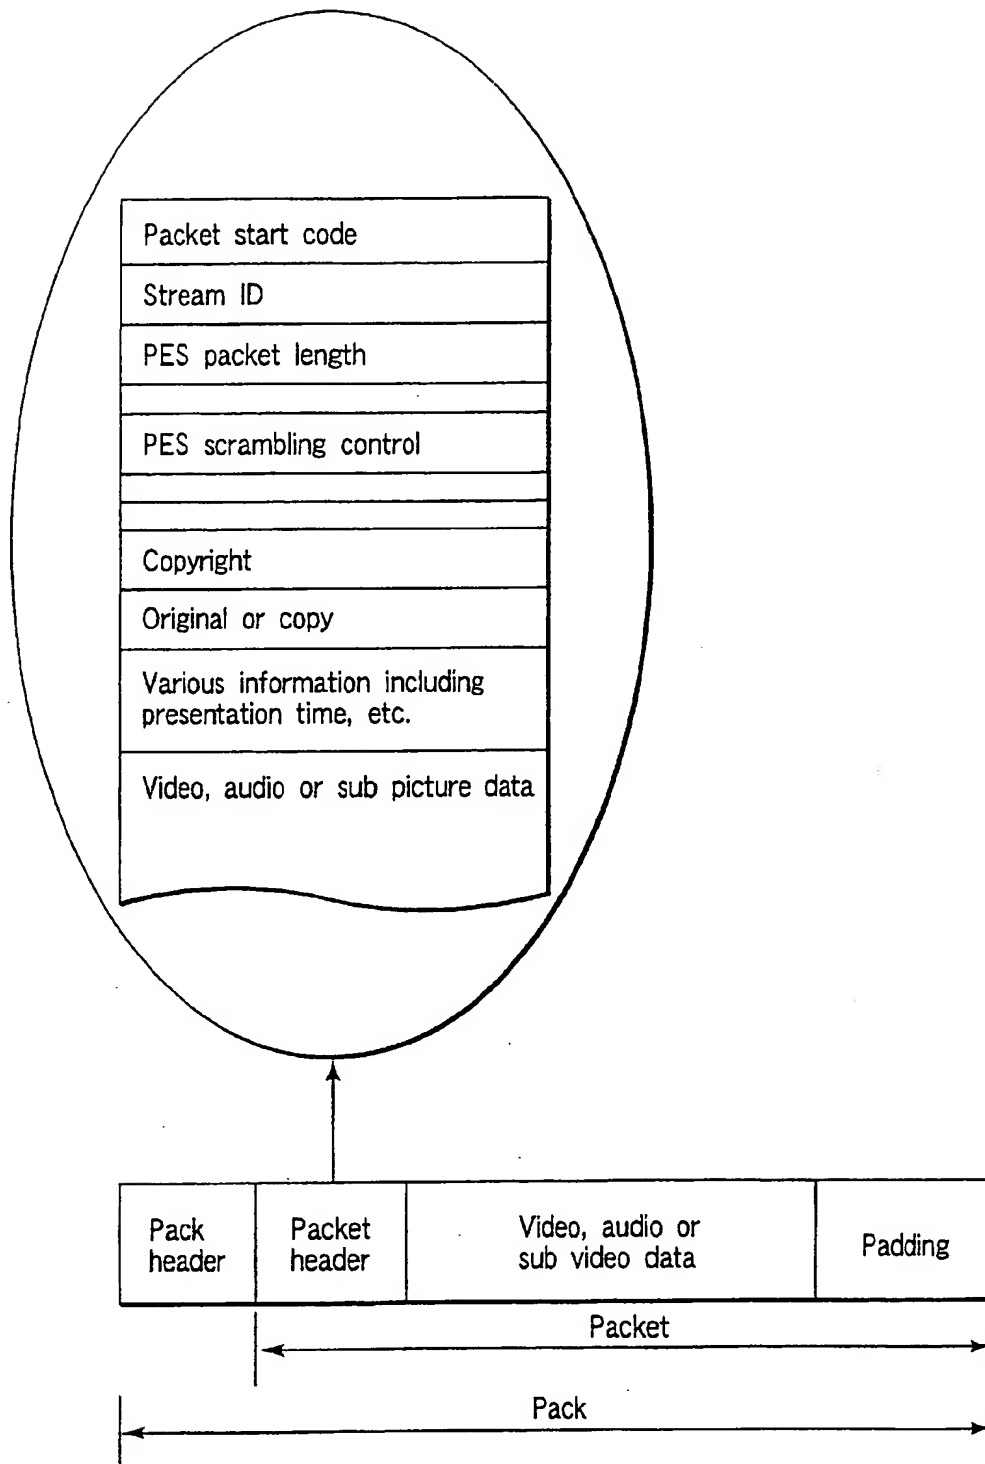 Packet start code
Stream ID
PES packet length
PES scrambling control
Copyright
Original or copy
Various information including
presentation time, etc.
Video, audio or sub picture data
Pack
header
Packet
header
Video, audio or
sub video data
Padding
Packet
Pack